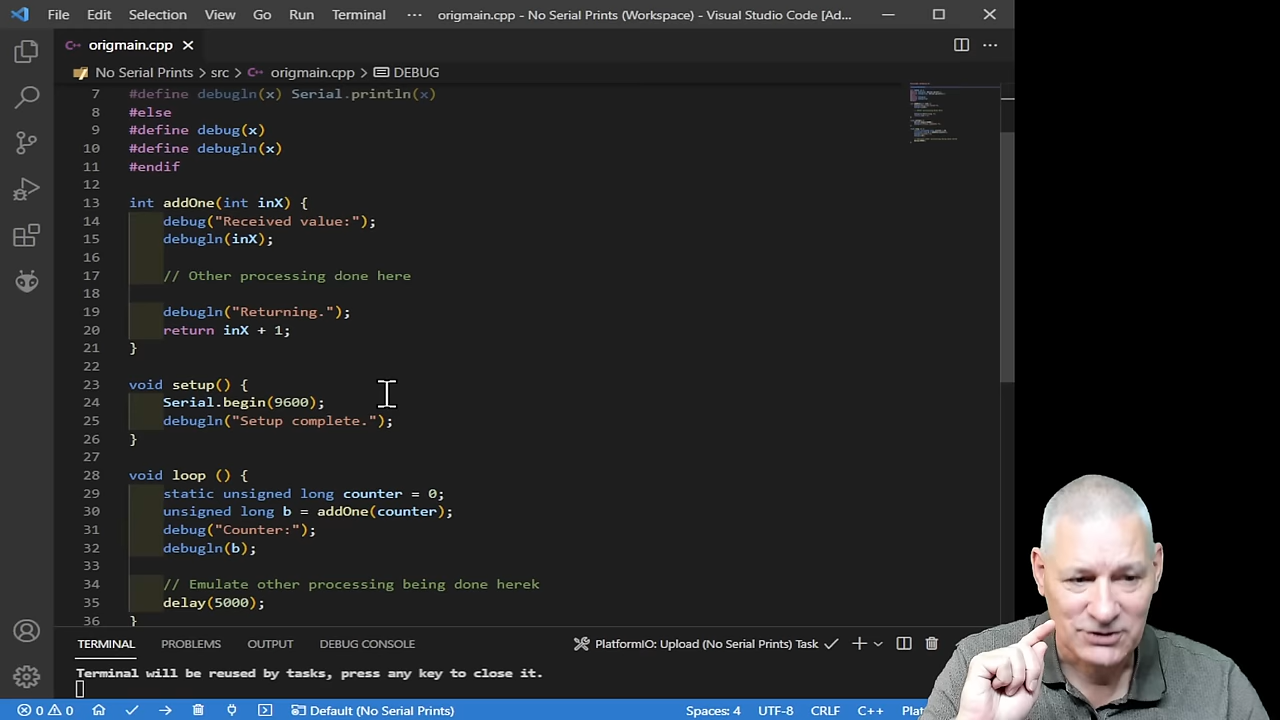 File Edit Selection View Go Run Terminal ··· origmain.cpp - No Serial Prints (Workspace) - Visual Studio Code [Ad...
origmain.cpp
No Serial Prints > src > origmain.cpp > DEBUG
7 #define debugln(x) Serial.println(x)
8 #else
9 #define debug(x)
10 #define debugln(x)
11 #endif
12
13 int addOne(int inX) {
14 debug("Received value:");
15 debugln(inX);
16
17 // Other processing done here
18
19 debugln("Returning.");
20 return inX + 1;
21 }
22
23 void setup() {
24 Serial.begin(9600);
25 debugln("Setup complete.");
26 }
27
28 void loop () {
29 static unsigned long counter = 0;
30 unsigned long b = addOne(counter);
31 debug("Counter:");
32 debugln(b);
33
34 // Emulate other processing being done herek
35 delay(5000);
36 }
TERMINAL PROBLEMS OUTPUT DEBUG CONSOLE PlatformIO: Upload (No Serial Prints) Task
Terminal will be reused by tasks, press any key to close it.
0 0 Default (No Serial Prints) Spaces: 4 UTF-8 CRLF C++ Plat